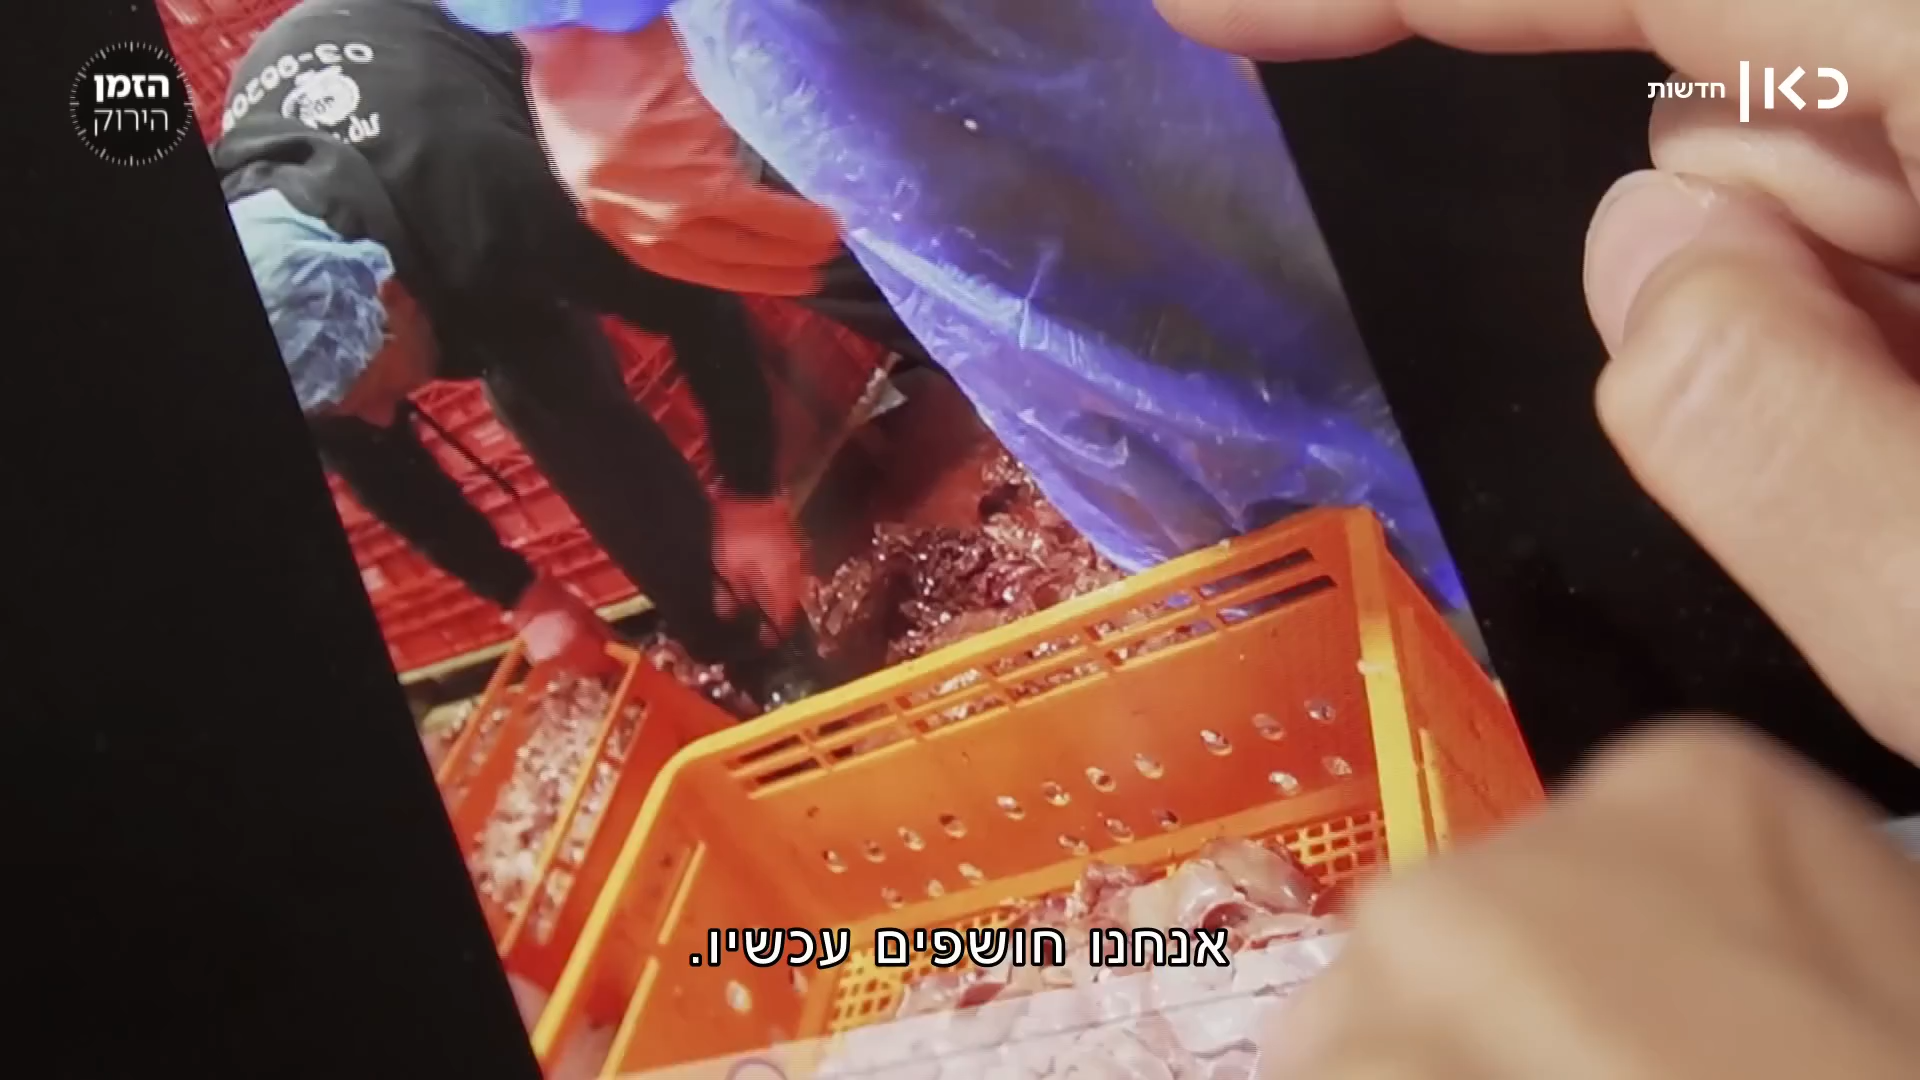 הזמן
הירוק
כאן | חדשות
אנחנו חושפים עכשיו.